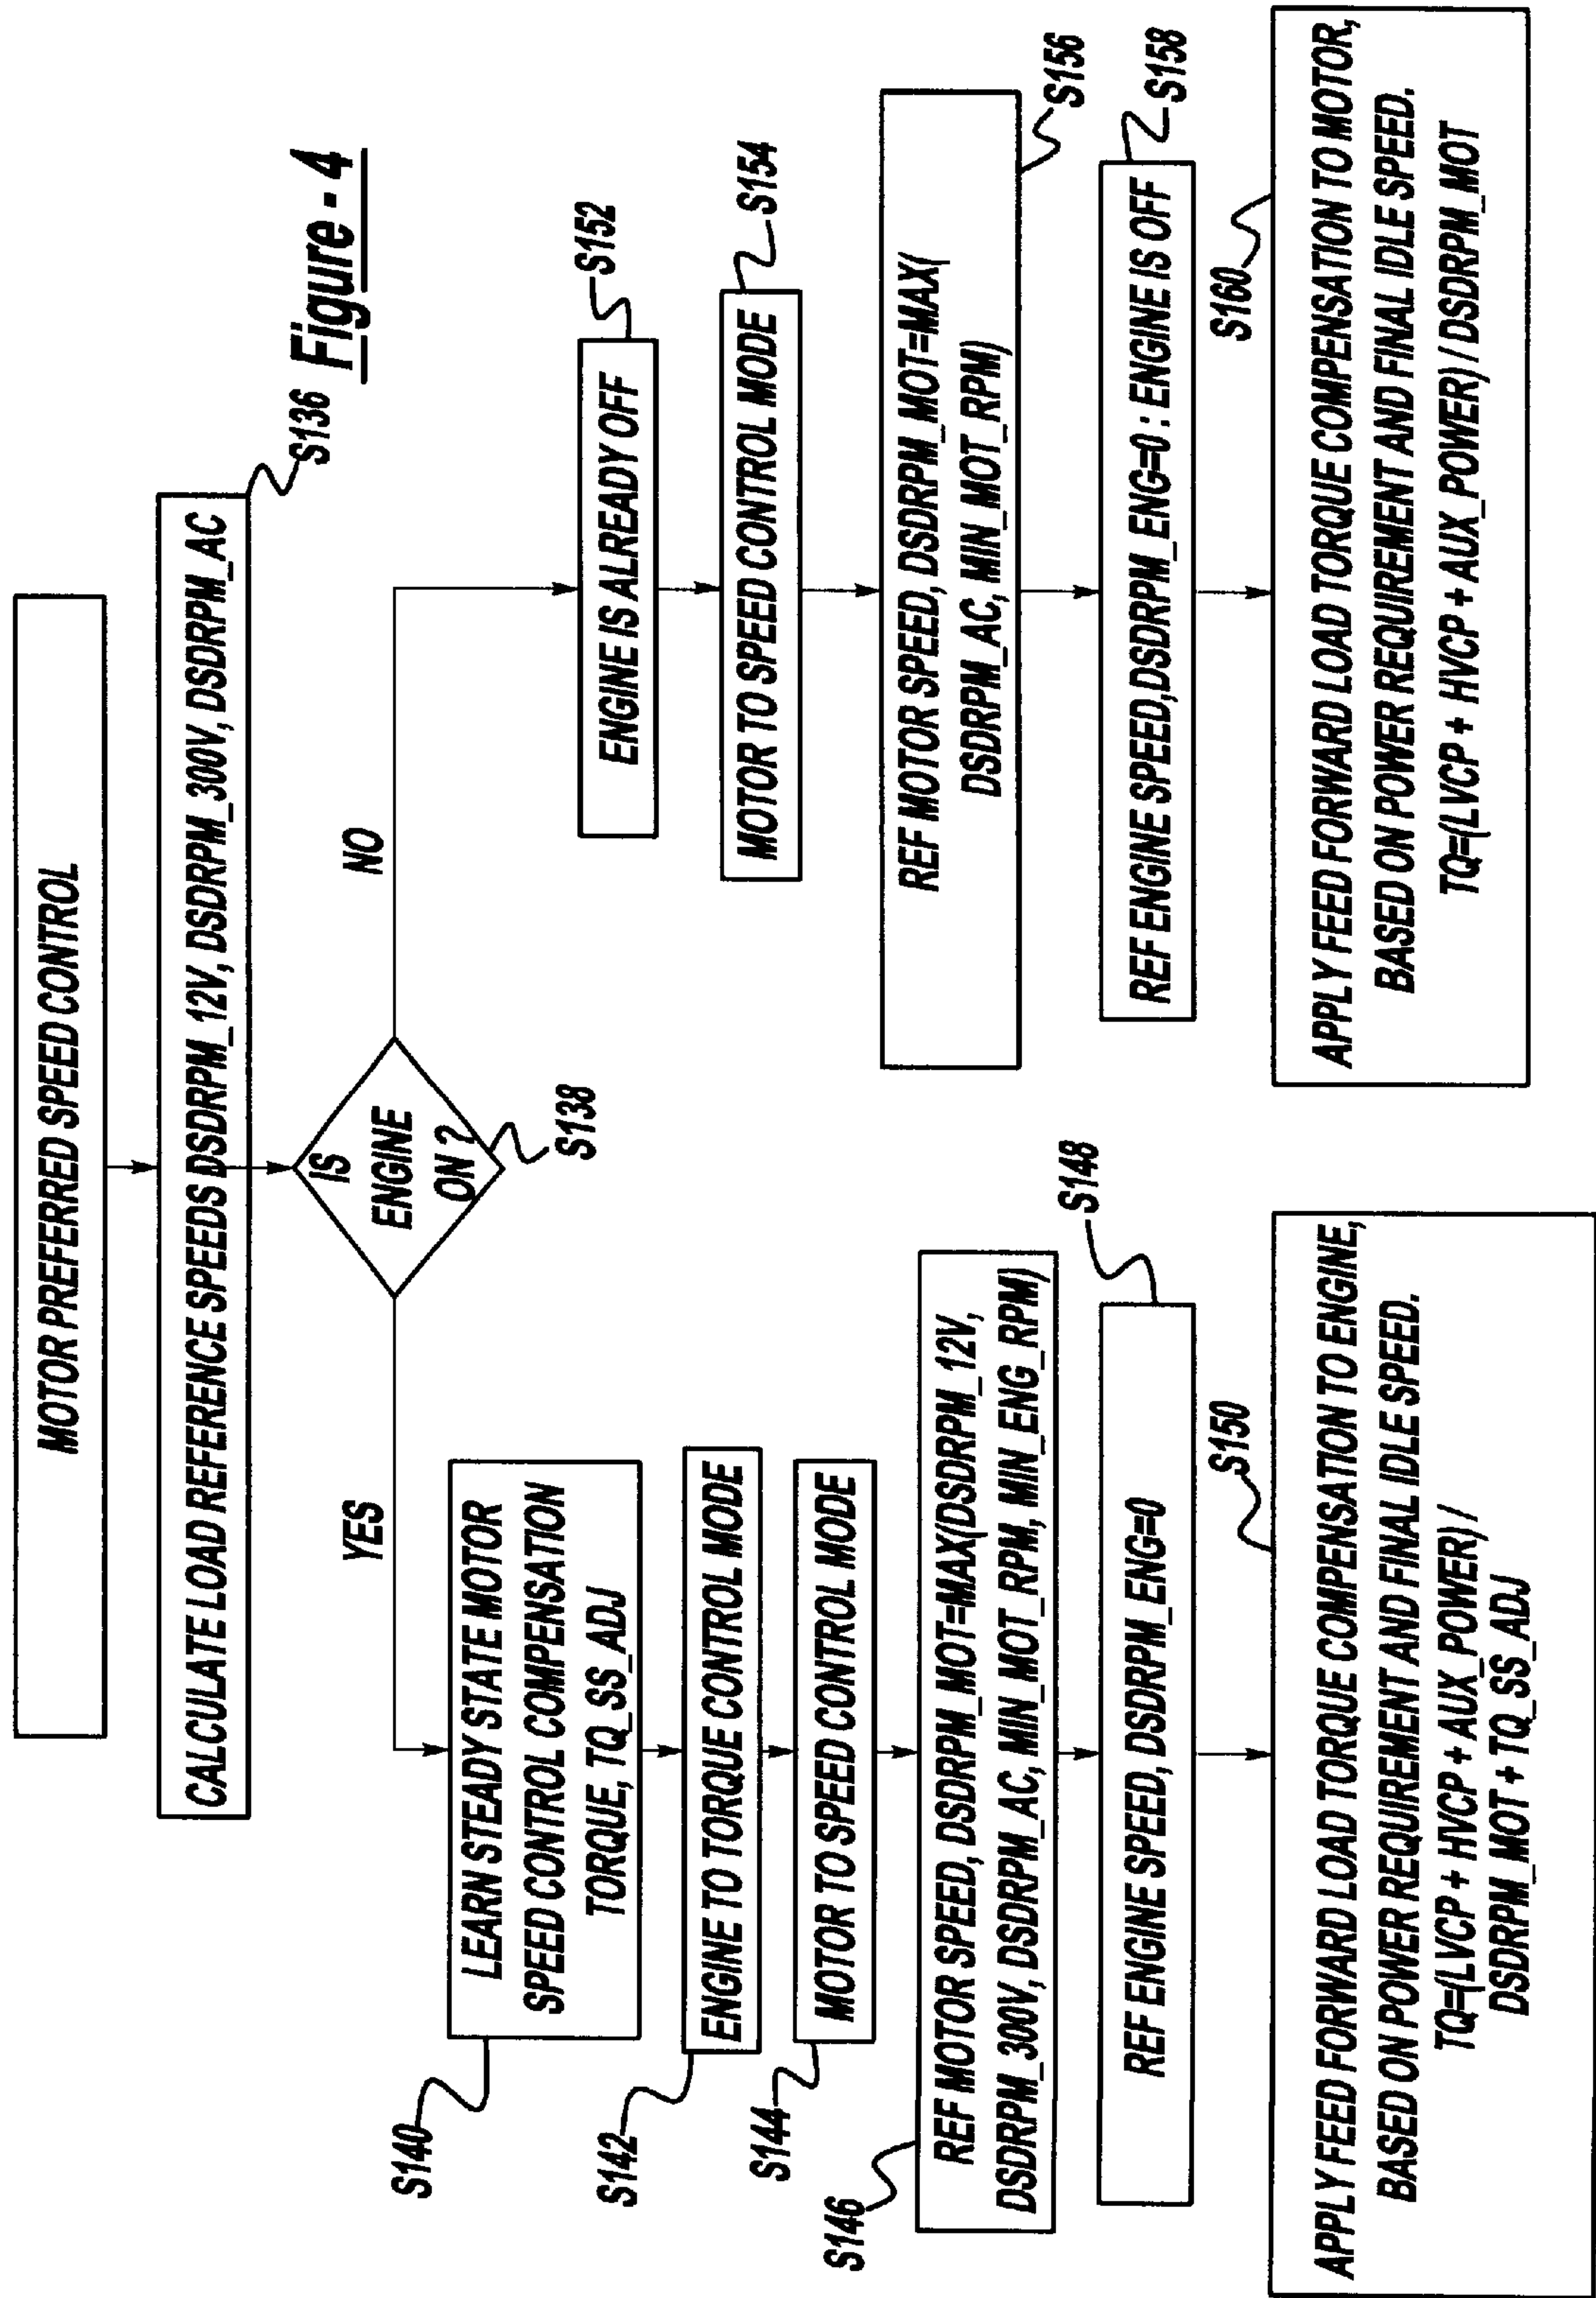 MOTOR PREFERRED SPEED CONTROL
CALCULATE LOAD REFERENCE SPEEDS DSDRPM_12V, DSDRPM_300V, DSDRPM_AC
S136
Figure - 4
IS
ENGINE
ON ?
S138
YES
NO
LEARN STEADY STATE MOTOR
SPEED CONTROL COMPENSATION
TORQUE, TQ_SS_ADJ
S140
ENGINE TO TORQUE CONTROL MODE
S142
MOTOR TO SPEED CONTROL MODE
S144
REF MOTOR SPEED, DSDRPM_MOT=MAX(DSDRPM_12V,
DSDRPM_300V, DSDRPM_AC, MIN_MOT_RPM, MIN_ENG_RPM)
S146
REF ENGINE SPEED, DSDRPM_ENG=0
S148
APPLY FEED FORWARD LOAD TORQUE COMPENSATION TO ENGINE,
BASED ON POWER REQUIREMENT AND FINAL IDLE SPEED.
TQ=(LVCP + HVCP + AUX_POWER) /
DSDRPM_MOT + TQ_SS_ADJ
S150
ENGINE IS ALREADY OFF
S152
MOTOR TO SPEED CONTROL MODE
S154
REF MOTOR SPEED, DSDRPM_MOT=MAX(
DSDRPM_AC, MIN_MOT_RPM)
S156
REF ENGINE SPEED,DSDRPM_ENG=0 : ENGINE IS OFF
S158
APPLY FEED FORWARD LOAD TORQUE COMPENSATION TO MOTOR,
BASED ON POWER REQUIREMENT AND FINAL IDLE SPEED.
TQ=(LVCP + HVCP + AUX_POWER) / DSDRPM_MOT
S160